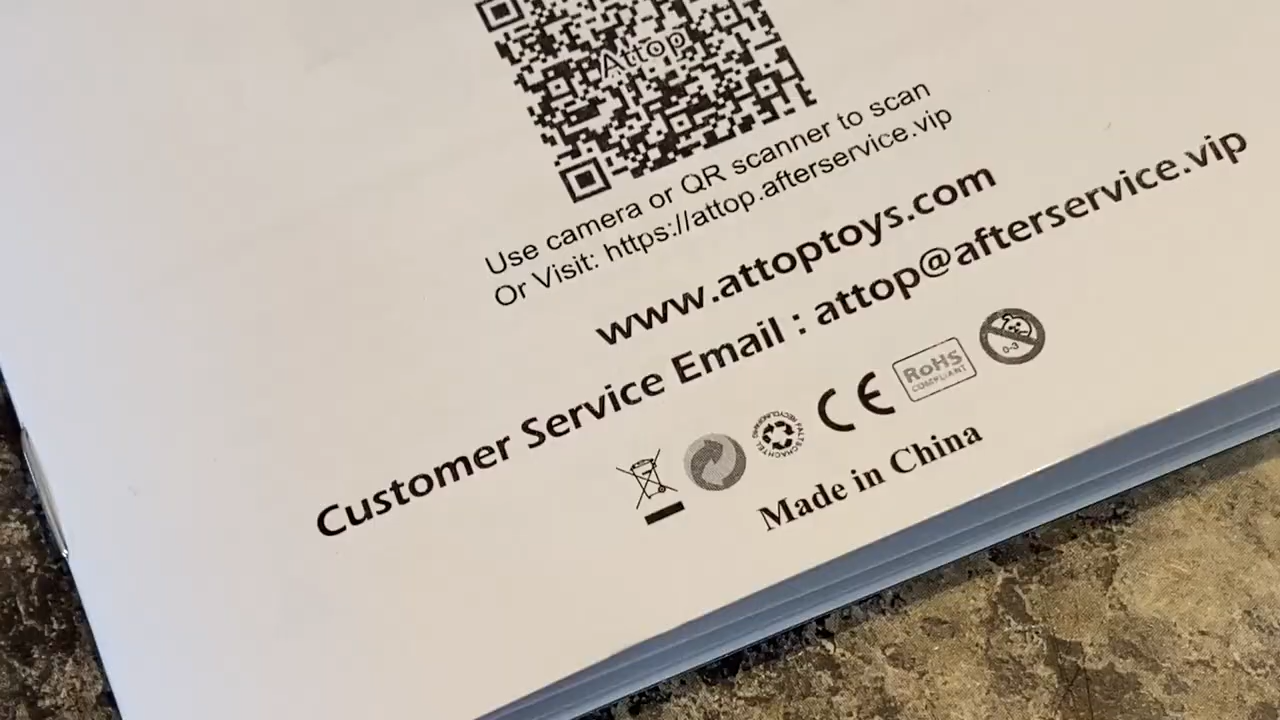 Attop
Use camera or QR scanner to scan
Or Visit: https://attop.afterservice.vip
www.attoptoys.com
Customer Service Email : attop@afterservice.vip
RoHS
COMPLIANT
0-3
Made in China